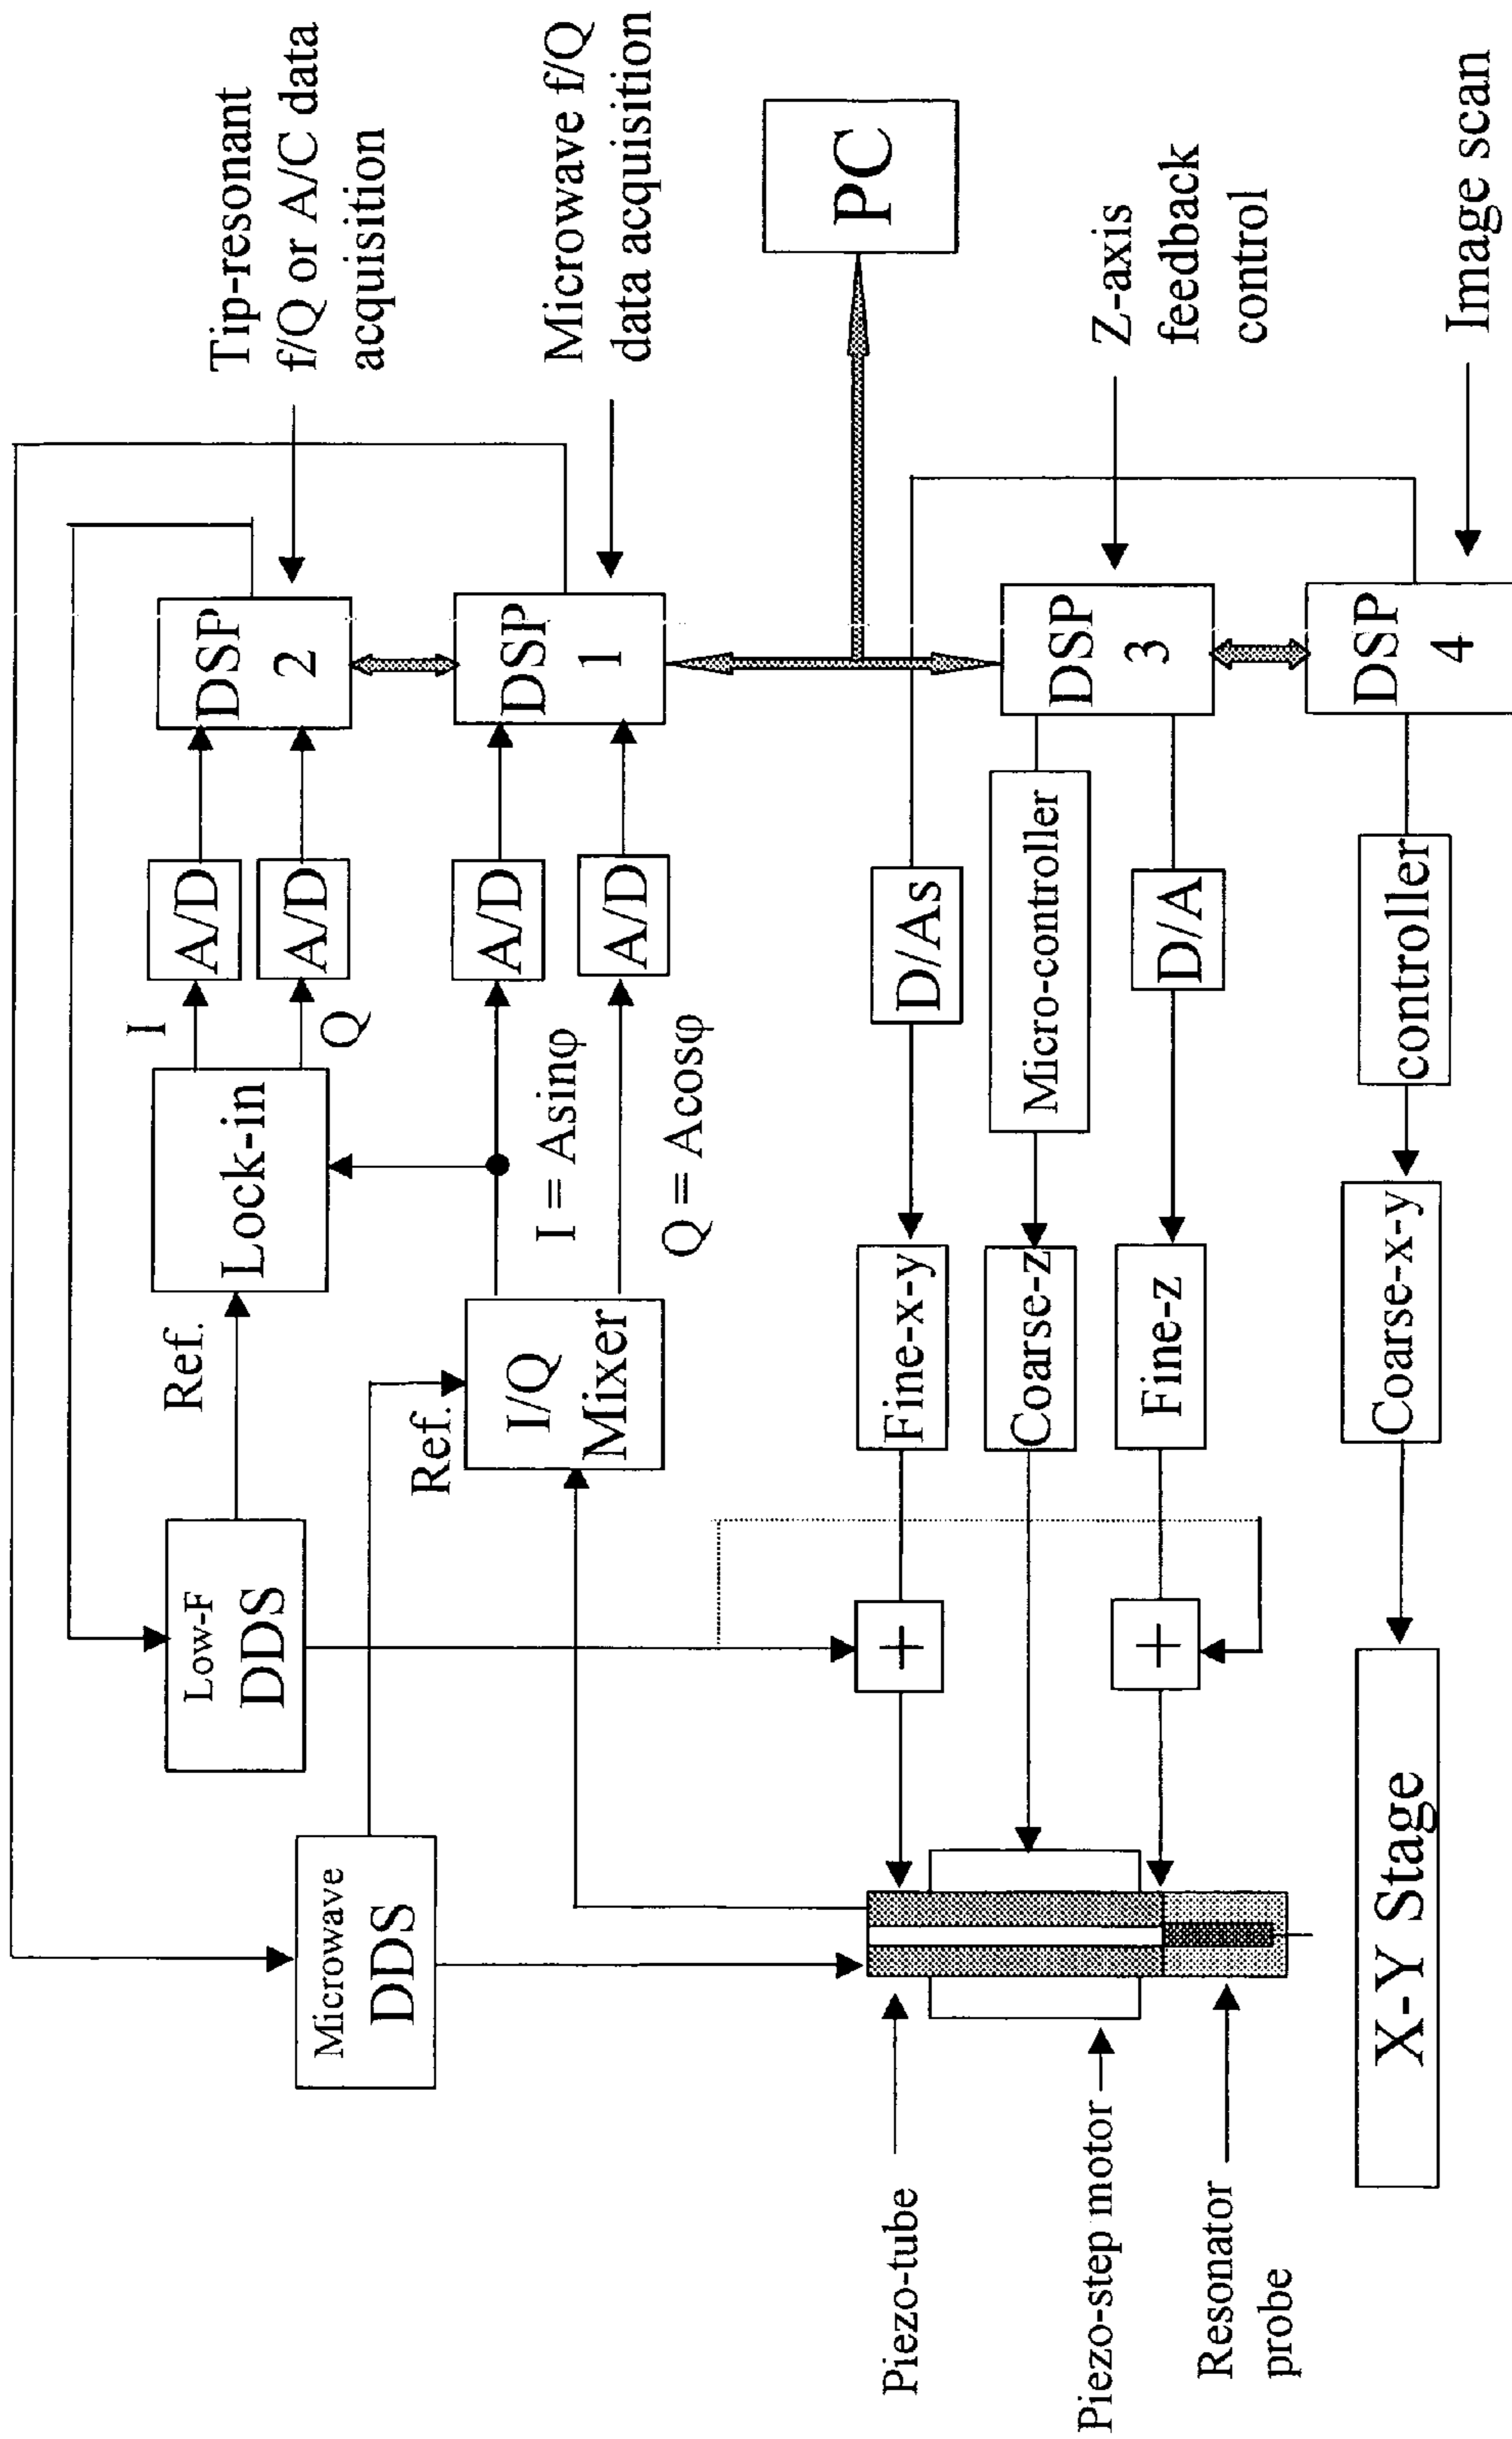 Tip-resonant
f/Q or A/C data
acquisition
Microwave f/Q
data acquisition
PC
Z-axis
feedback
control
Image scan
DSP
2
DSP
1
DSP
3
DSP
4
A/D
A/D
A/D
A/D
D/As
Micro-controller
D/A
controller
I
Q
Lock-in
Ref.
I = Asinφ
Q = Acosφ
I/Q
Mixer
Ref.
Fine-x-y
Coarse-z
Fine-z
Coarse-x-y
Low-F
DDS
Microwave
DDS
+
+
X-Y Stage
Piezo-tube
Piezo-step motor
Resonator
probe